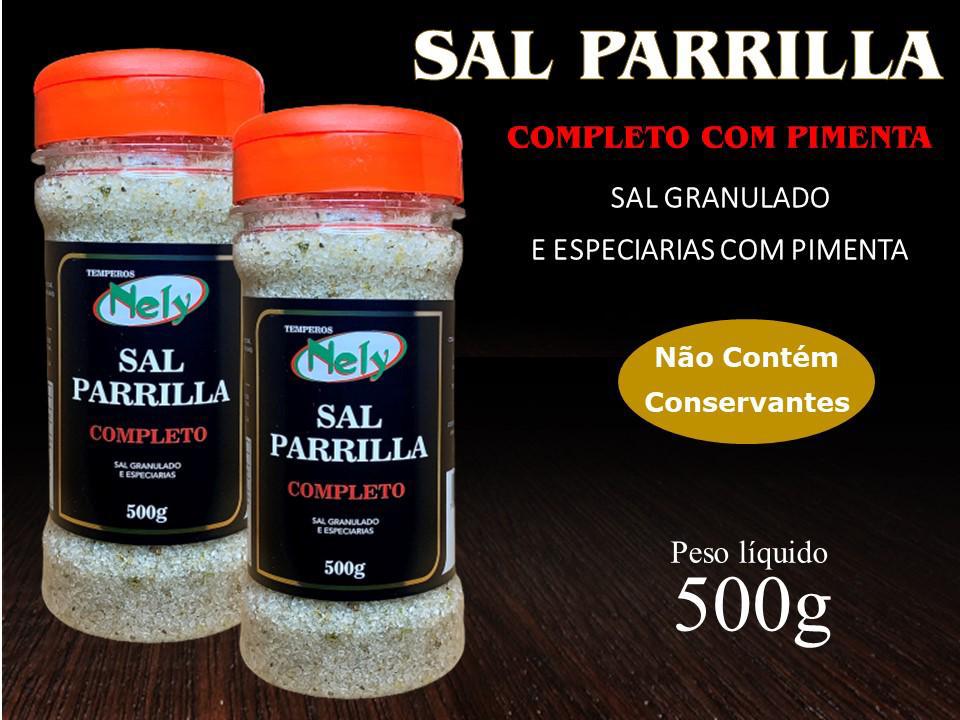 SAL PARRILLA
COMPLETO COM PIMENTA
SAL GRANULADO
E ESPECIARIAS COM PIMENTA
Não Contém
Conservantes
Peso líquido
500g
TEMPEROS
Nely
SAL
PARRILLA
COMPLETO
SAL GRANULADO
E ESPECIARIAS
500g
TEMPEROS
Nely
SAL
PARRILLA
COMPLETO
SAL GRANULADO
E ESPECIARIAS
500g